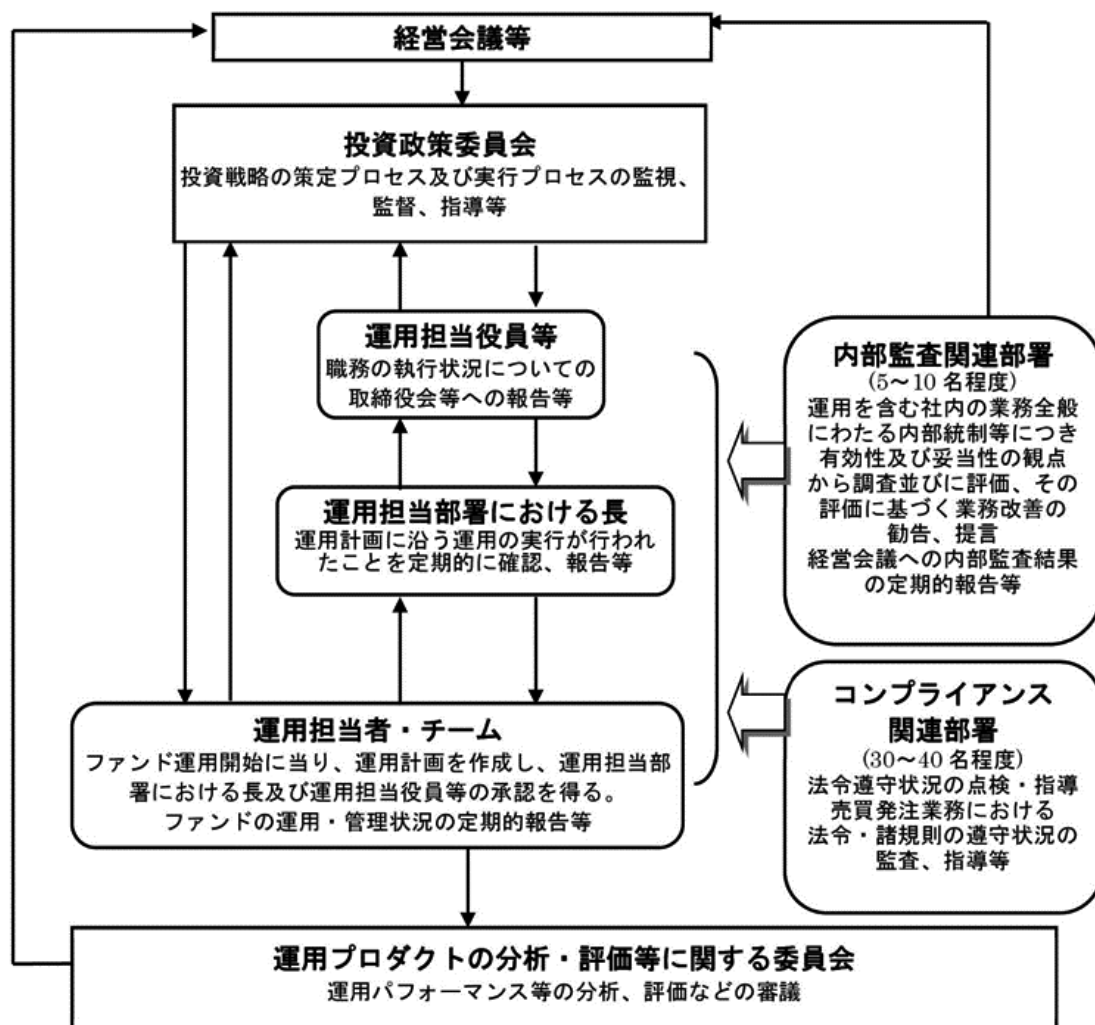 経営会議等
投資政策委員会
投資戦略の策定プロセス及び実行プロセスの監視、
監督、指導等
運用担当役員等
職務の執行状況についての
取締役会等への報告等
運用担当部署における長
運用計画に沿う運用の実行が行われ
たことを定期的に確認、報告等
運用担当者・チーム
ファンド運用開始に当り、運用計画を作成し、運用担当部
署における長及び運用担当役員等の承認を得る。
ファンドの運用・管理状況の定期的報告等
内部監査関連部署
(5～10 名程度)
運用を含む社内の業務全般
にわたる内部統制等につき
有効性及び妥当性の観点
から調査並びに評価、その
評価に基づく業務改善の
勧告、提言
経営会議への内部監査結果
の定期的報告等
コンプライアンス
関連部署
(30～40 名程度)
法令遵守状況の点検・指導
売買発注業務における
法令・諸規則の遵守状況の
監査、指導等
運用プロダクトの分析・評価等に関する委員会
運用パフォーマンス等の分析、評価などの審議